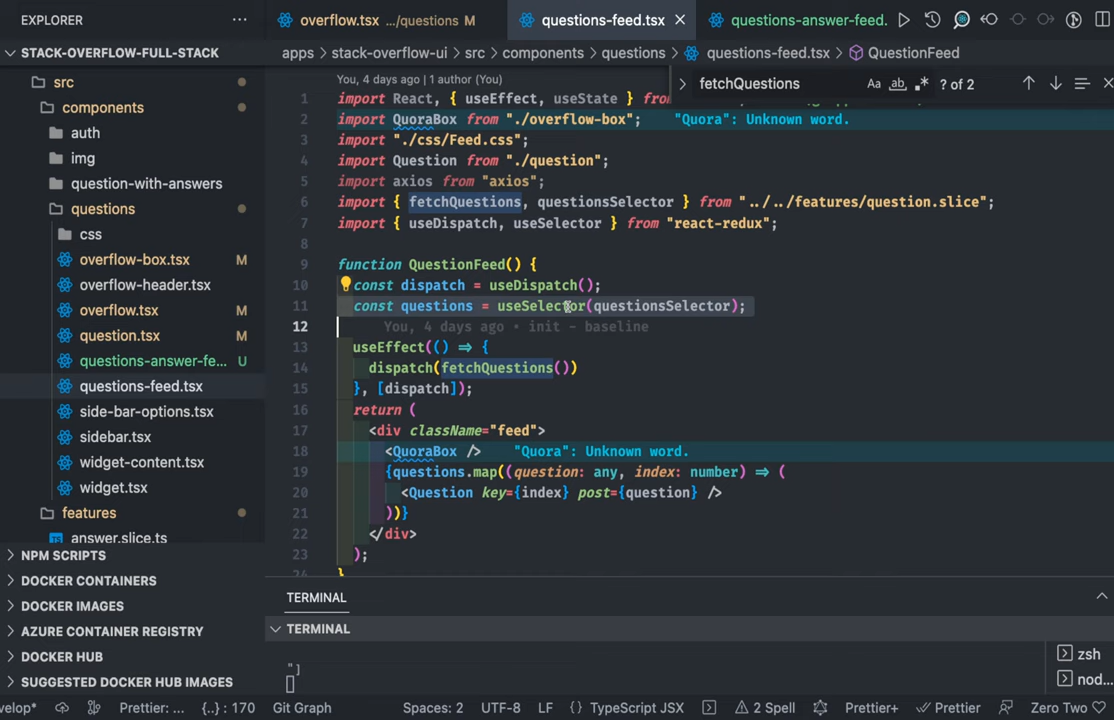 EXPLORER
STACK-OVERFLOW-FULL-STACK
src
components
auth
img
question-with-answers
questions
css
overflow-box.tsx M
overflow-header.tsx
overflow.tsx M
question.tsx M
questions-answer-fe... U
questions-feed.tsx
side-bar-options.tsx
sidebar.tsx
widget-content.tsx
widget.tsx
features
answer.slice.ts
NPM SCRIPTS
DOCKER CONTAINERS
DOCKER IMAGES
AZURE CONTAINER REGISTRY
DOCKER HUB
SUGGESTED DOCKER HUB IMAGES
overflow.tsx .../questions M
questions-feed.tsx
questions-answer-feed.
apps > stack-overflow-ui > src > components > questions > questions-feed.tsx > QuestionFeed
fetchQuestions Aa ab .* ? of 2
You, 4 days ago | 1 author (You)
1 import React, { useEffect, useState } from
2 import QuoraBox from "./overflow-box"; "Quora": Unknown word.
3 import "./css/Feed.css";
4 import Question from "./question";
5 import axios from "axios";
6 import { fetchQuestions, questionsSelector } from "../../features/question.slice";
7 import { useDispatch, useSelector } from "react-redux";
8
9 function QuestionFeed() {
10 const dispatch = useDispatch();
11 const questions = useSelector(questionsSelector);
12 You, 4 days ago • init - baseline
13 useEffect(() => {
14 dispatch(fetchQuestions())
15 }, [dispatch]);
16 return (
17 <div className="feed">
18 <QuoraBox /> "Quora": Unknown word.
19 {questions.map((question: any, index: number) => (
20 <Question key={index} post={question} />
21 ))}
22 </div>
23 );
24 }
TERMINAL
TERMINAL
"]
zsh
nod...
velop* Prettier: ... {..} : 170 Git Graph Spaces: 2 UTF-8 LF {} TypeScript JSX 2 Spell Prettier+ Prettier Zero Two